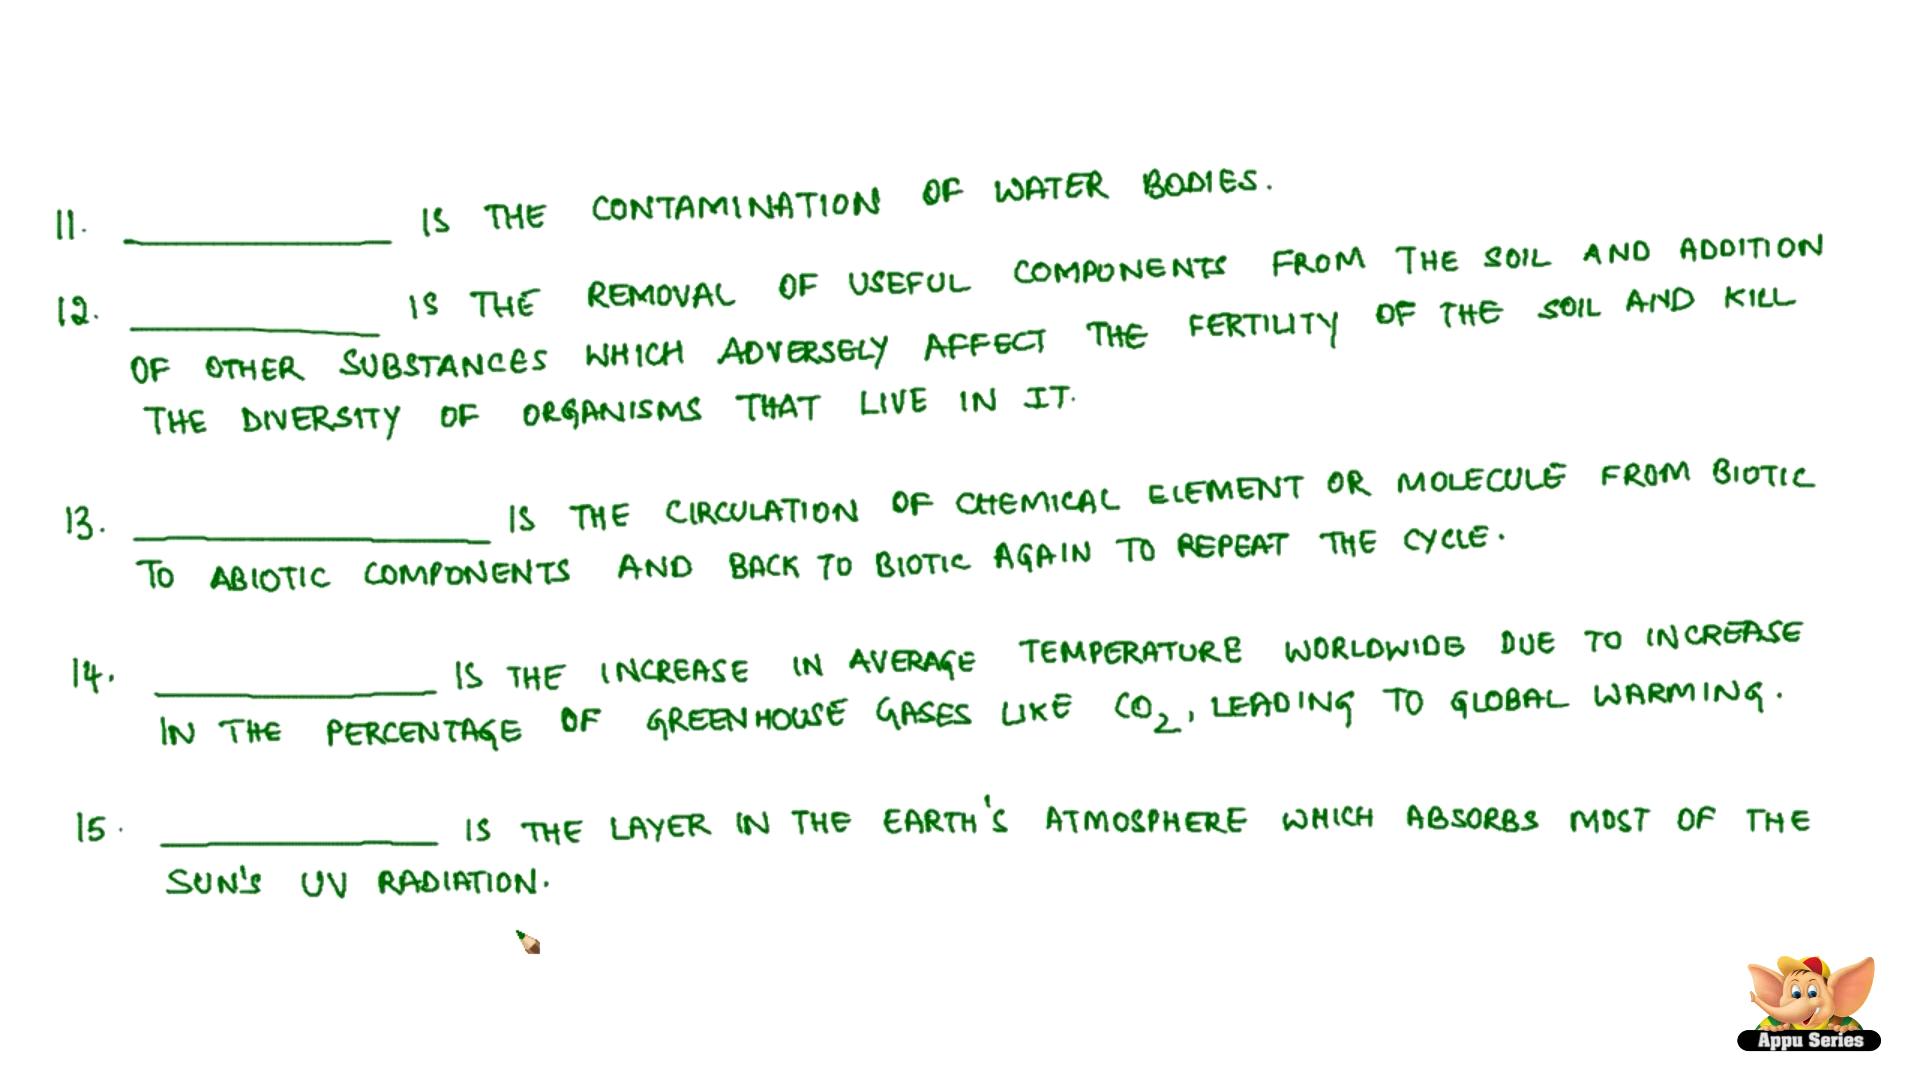 11. ____________ IS THE CONTAMINATION OF WATER BODIES.
12. ____________ IS THE REMOVAL OF USEFUL COMPONENTS FROM THE SOIL AND ADDITION
OF OTHER SUBSTANCES WHICH ADVERSELY AFFECT THE FERTILITY OF THE SOIL AND KILL
THE DIVERSITY OF ORGANISMS THAT LIVE IN IT.
13. ____________ IS THE CIRCULATION OF CHEMICAL ELEMENT OR MOLECULE FROM BIOTIC
TO ABIOTIC COMPONENTS AND BACK TO BIOTIC AGAIN TO REPEAT THE CYCLE.
14. ____________ IS THE INCREASE IN AVERAGE TEMPERATURE WORLDWIDE DUE TO INCREASE
IN THE PERCENTAGE OF GREENHOUSE GASES LIKE CO₂, LEADING TO GLOBAL WARMING.
15. ____________ IS THE LAYER IN THE EARTH'S ATMOSPHERE WHICH ABSORBS MOST OF THE
SUN'S UV RADIATION.
Appu Series